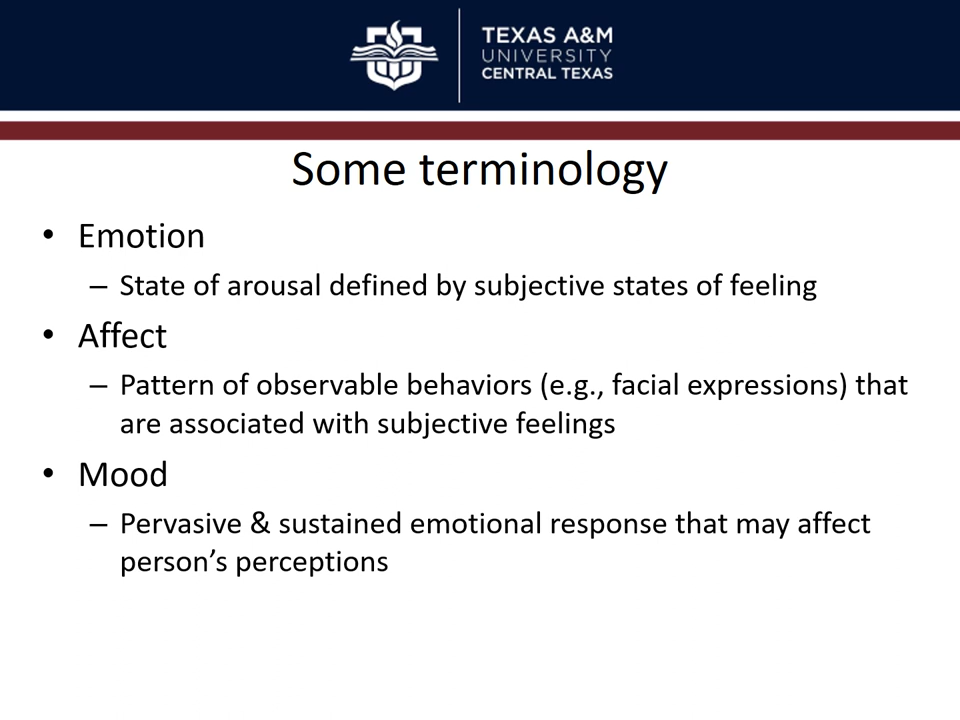 TEXAS A&M
UNIVERSITY
CENTRAL TEXAS
Some terminology
• Emotion
– State of arousal defined by subjective states of feeling
• Affect
– Pattern of observable behaviors (e.g., facial expressions) that
are associated with subjective feelings
• Mood
– Pervasive & sustained emotional response that may affect
person’s perceptions